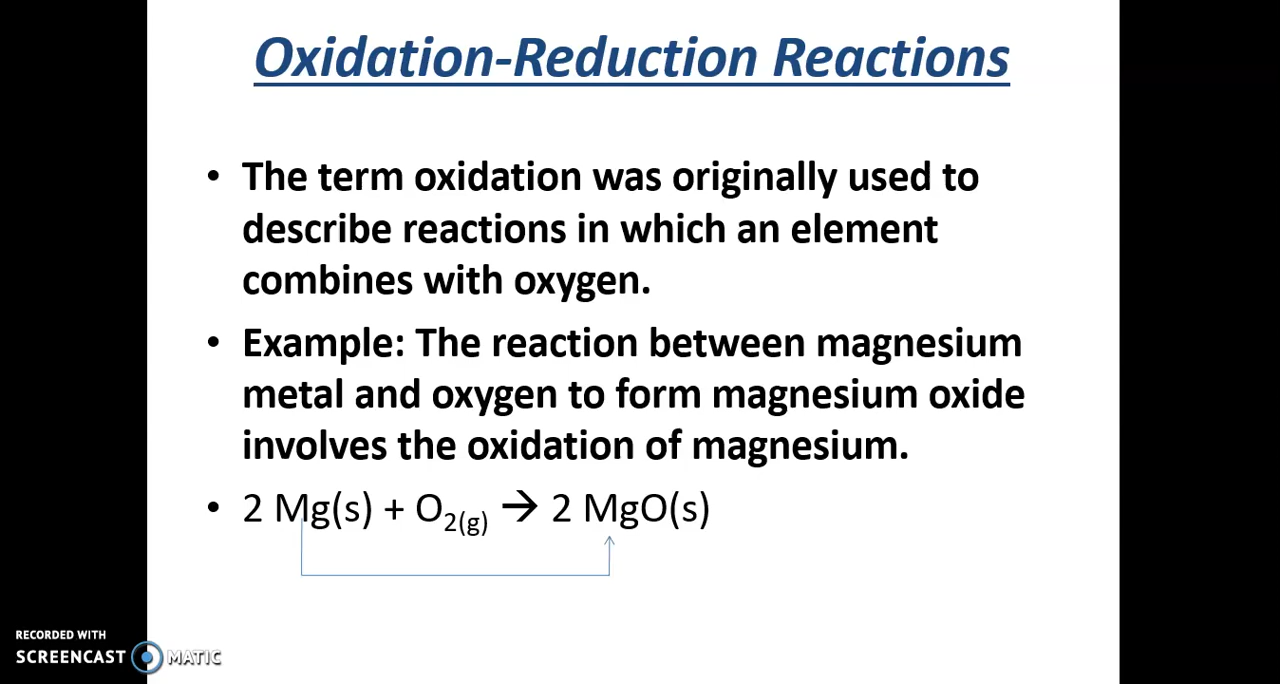 Oxidation-Reduction Reactions
• The term oxidation was originally used to
describe reactions in which an element
combines with oxygen.
• Example: The reaction between magnesium
metal and oxygen to form magnesium oxide
involves the oxidation of magnesium.
• 2 Mg(s) + O₂(g) → 2 MgO(s)
RECORDED WITH
SCREENCAST MATIC